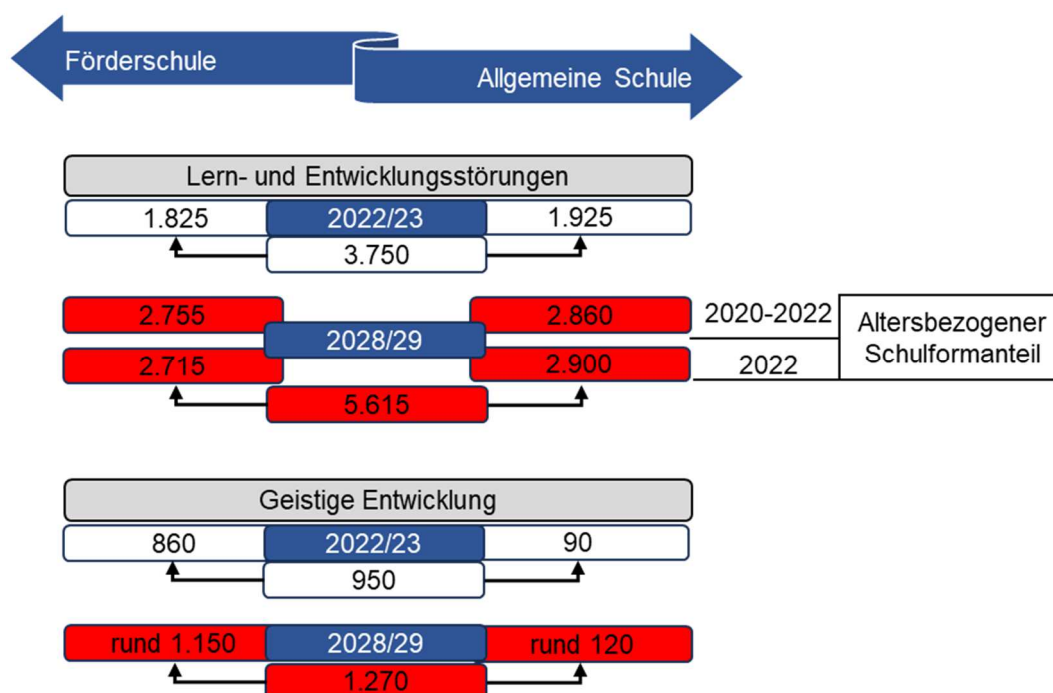 Förderschule
Allgemeine Schule
Lern- und Entwicklungsstörungen
1.825 2022/23 1.925
3.750
2.755 2.860 2020-2022
2028/29
2.715 2.900 2022
Altersbezogener
Schulformanteil
5.615
Geistige Entwicklung
860 2022/23 90
950
rund 1.150 2028/29 rund 120
1.270